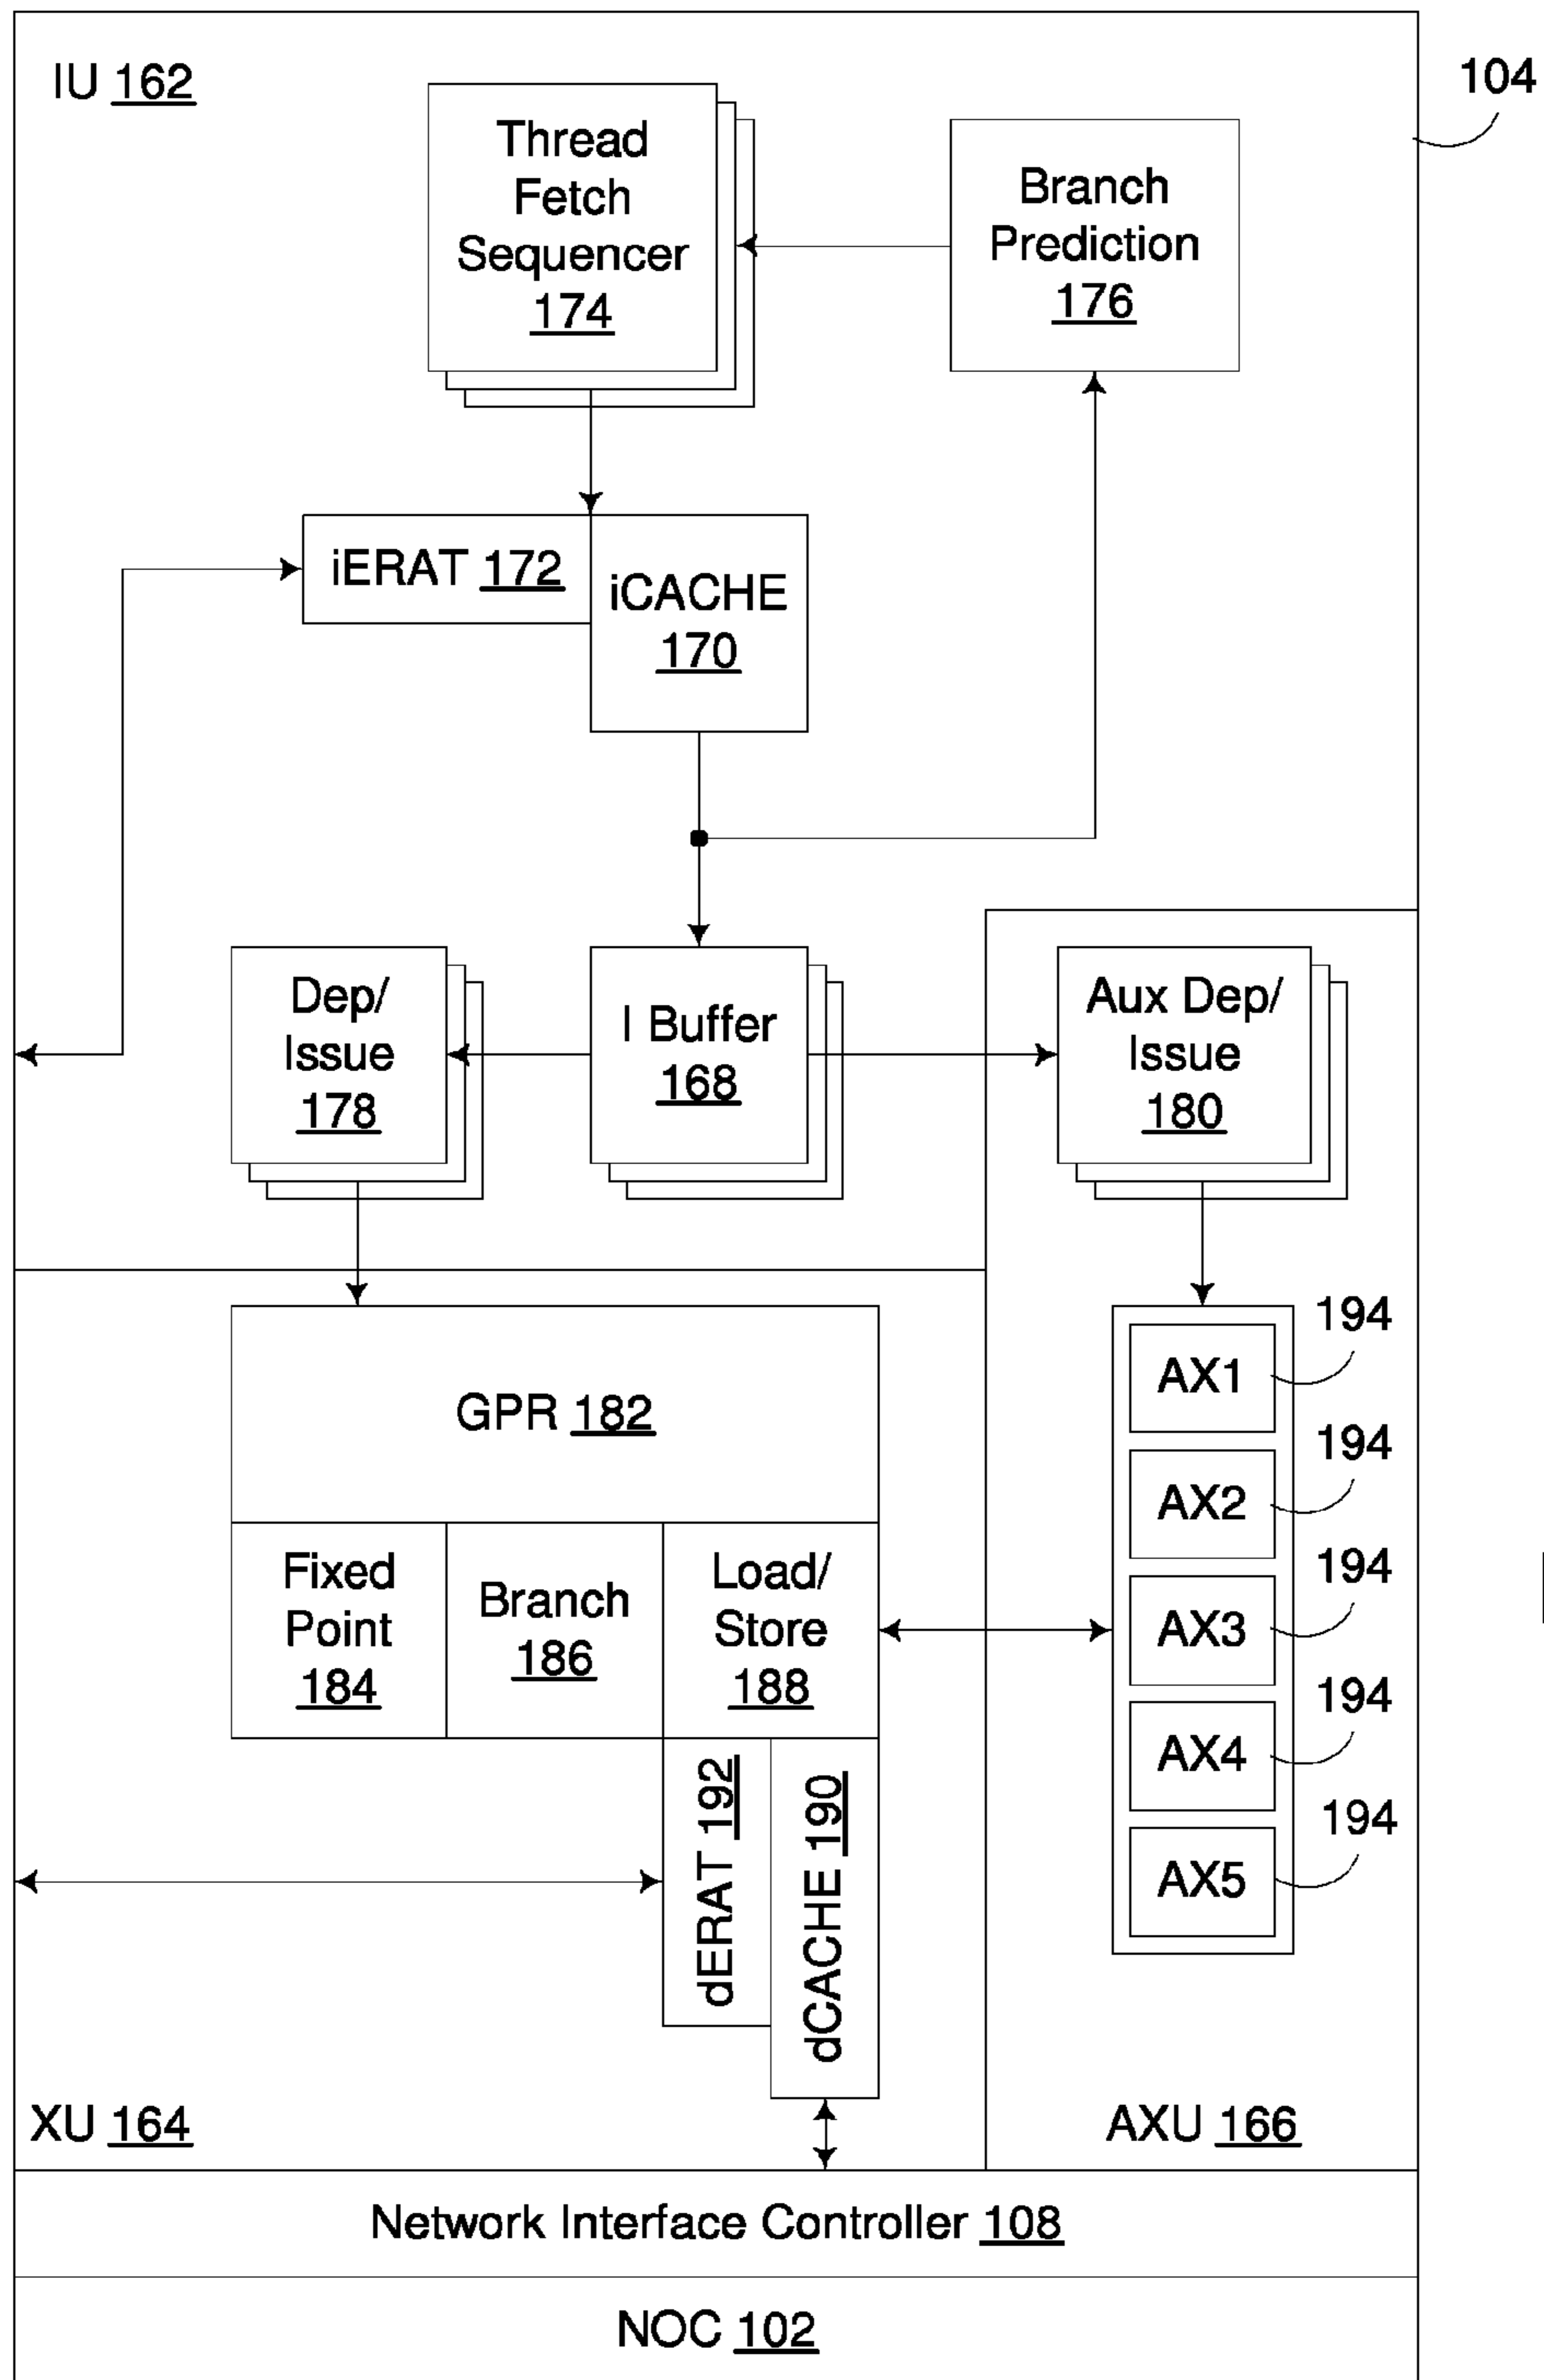 IU 162
104
Thread
Fetch
Sequencer
174
Branch
Prediction
176
iERAT 172
iCACHE
170
Dep/
Issue
178
I Buffer
168
Aux Dep/
Issue
180
GPR 182
Fixed
Point
184
Branch
186
Load/
Store
188
dERAT 192
dCACHE 190
194
AX1
194
AX2
194
AX3
194
AX4
194
AX5
XU 164
AXU 166
Network Interface Controller 108
NOC 102